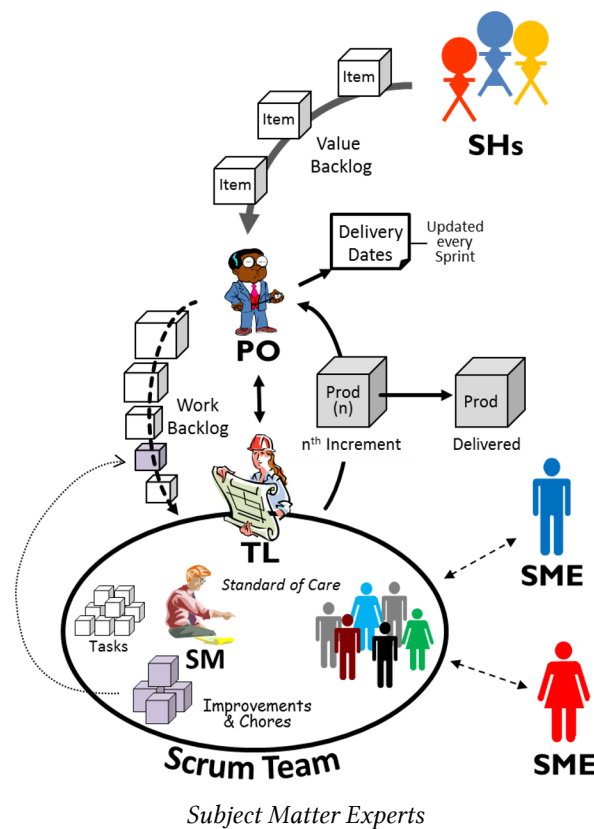 SHs
Item
Item
Item
Value
Backlog
Delivery
Dates
Updated
every
Sprint
PO
Work
Backlog
Prod
(n)
nth Increment
Prod
Delivered
TL
Standard of Care
Tasks
SM
Improvements
& Chores
SME
SME
Scrum Team
Subject Matter Experts